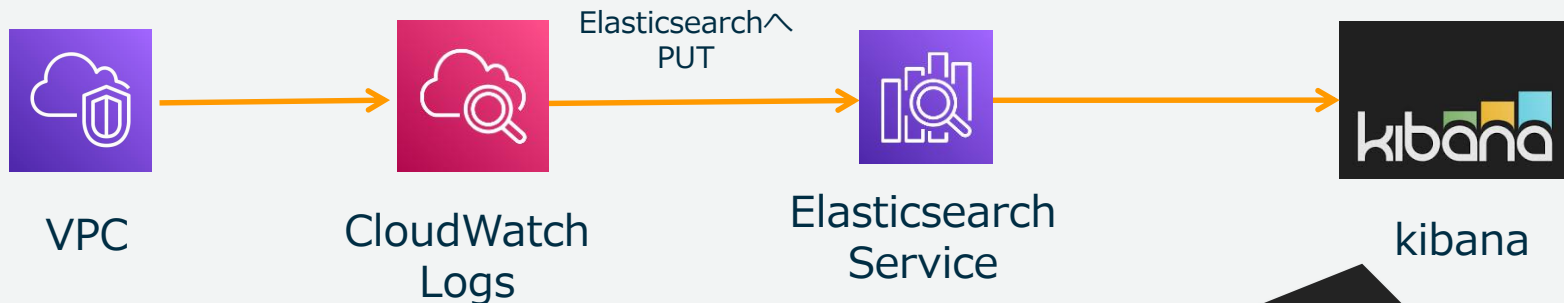 Elasticsearchへ
PUT
kibana
VPC
CloudWatch
Logs
Elasticsearch
Service
kibana